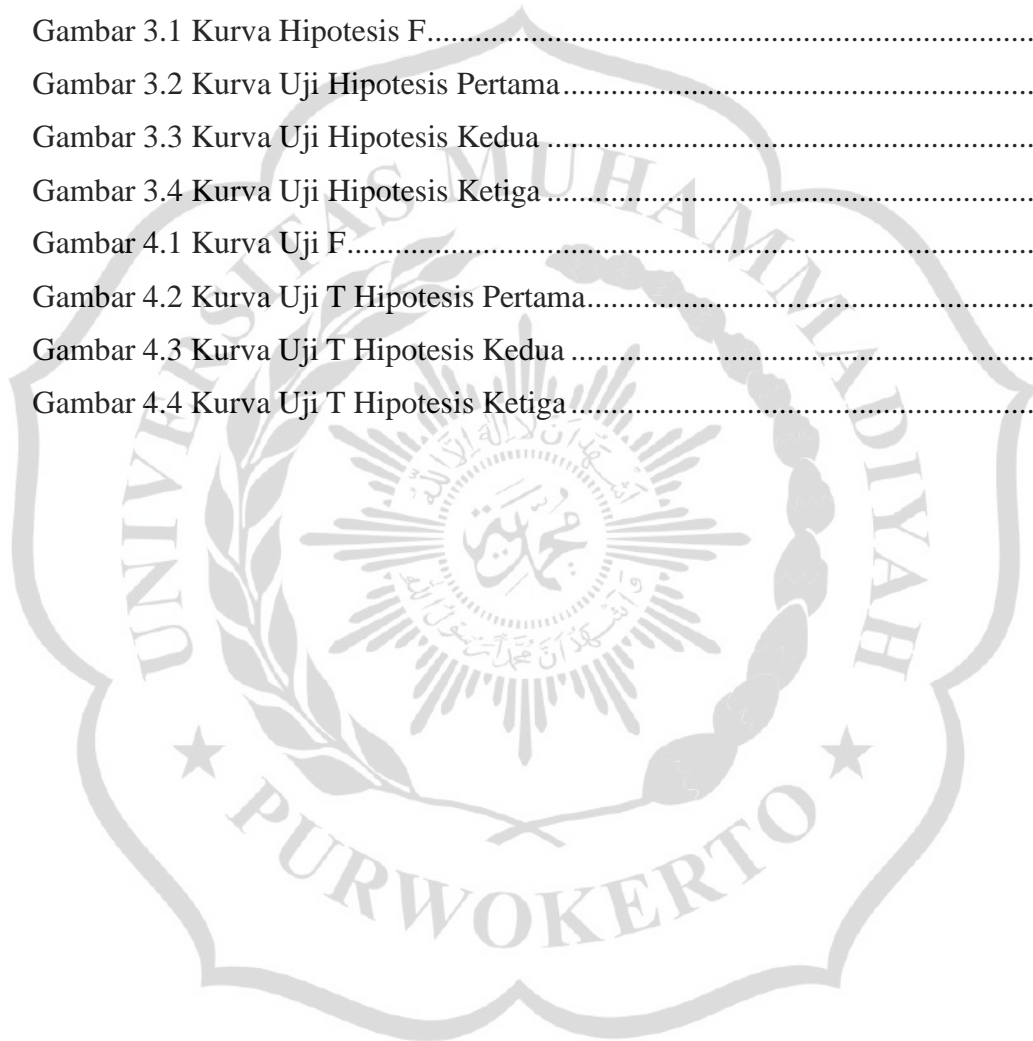 Gambar 3.1 Kurva Hipotesis F..........................................................................
Gambar 3.2 Kurva Uji Hipotesis Pertama..........................................................
Gambar 3.3 Kurva Uji Hipotesis Kedua ............................................................
Gambar 3.4 Kurva Uji Hipotesis Ketiga ............................................................
Gambar 4.1 Kurva Uji F....................................................................................
Gambar 4.2 Kurva Uji T Hipotesis Pertama.......................................................
Gambar 4.3 Kurva Uji T Hipotesis Kedua .........................................................
Gambar 4.4 Kurva Uji T Hipotesis Ketiga .........................................................
UNIVERSITAS MUHAMMADIYAH
PURWOKERTO